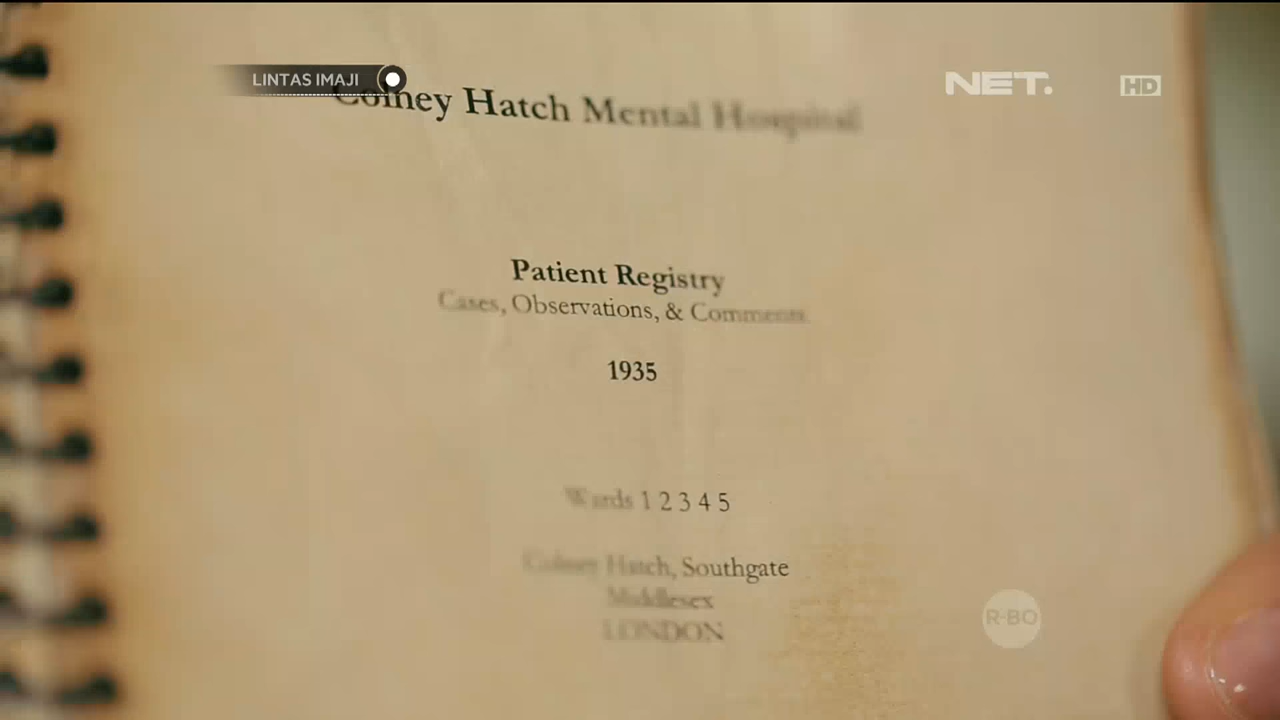 LINTAS IMAJI
NET.
HD
Colney Hatch Mental Hospital
Patient Registry
Cases, Observations, & Comments
1935
Wards 1 2 3 4 5
Colney Hatch, Southgate
Middlesex
LONDON
R-BO